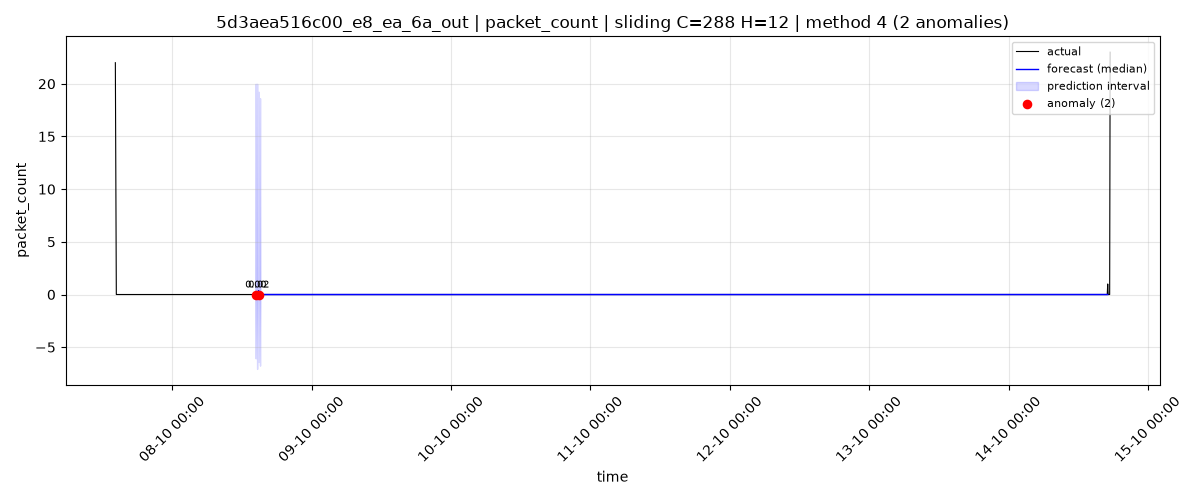 5d3aea516c00_e8_ea_6a_out | packet_count | sliding C=288 H=12 | method 4 (2 anomalies)
actual
forecast (median)
prediction interval
anomaly (2)
packet_count
20
15
10
5
0
−5
08-10 00:00
09-10 00:00
10-10 00:00
11-10 00:00
12-10 00:00
13-10 00:00
14-10 00:00
15-10 00:00
time